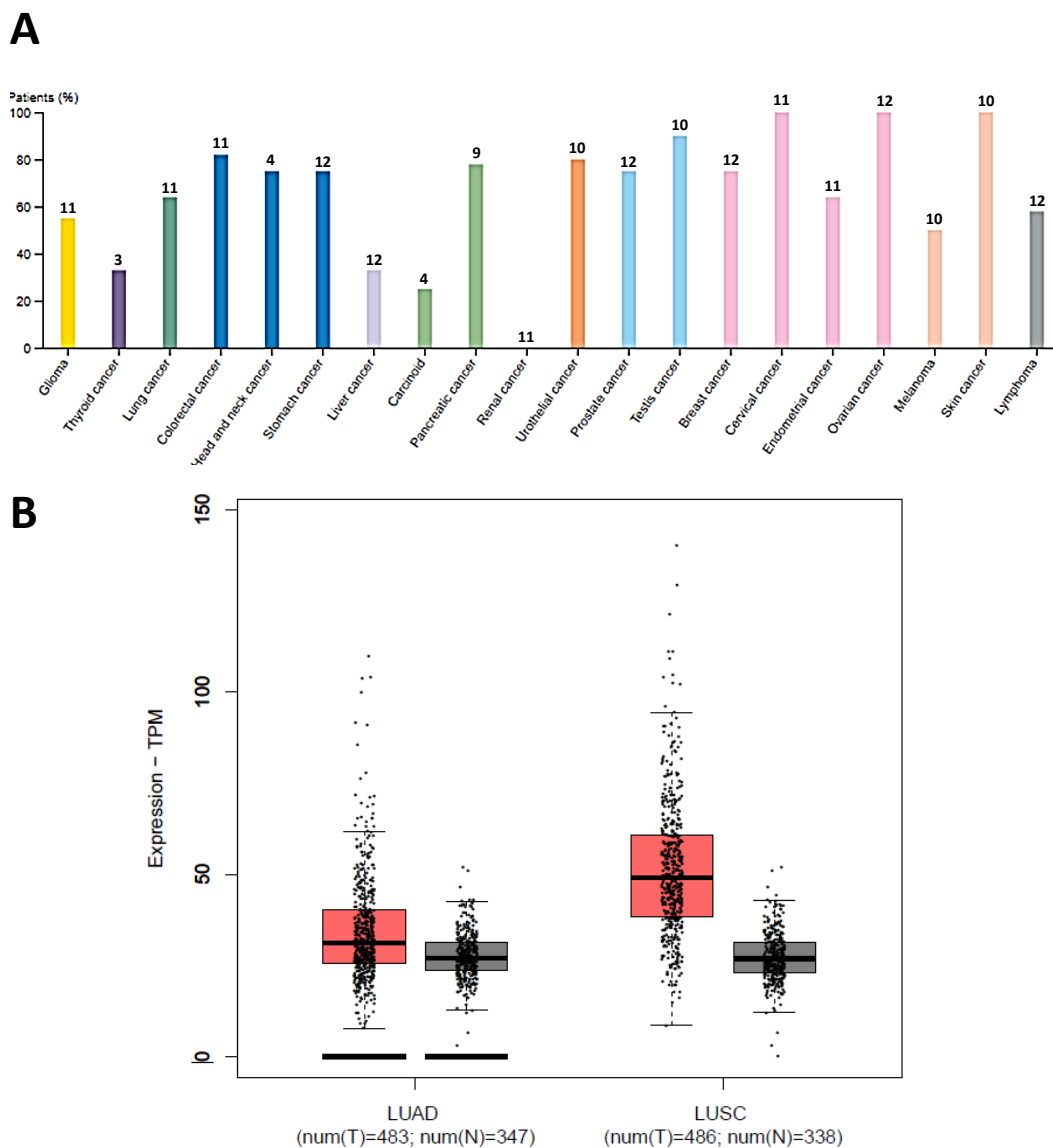 A
Patients (%)
100
80
60
40
20
0
11
3
11
11
4
12
12
4
9
11
10
12
10
12
11
11
12
10
10
12
Glioma
Thyroid cancer
Lung cancer
Colorectal cancer
Head and neck cancer
Stomach cancer
Liver cancer
Carcinoid
Pancreatic cancer
Renal cancer
Urothelial cancer
Prostate cancer
Testis cancer
Breast cancer
Cervical cancer
Endometrial cancer
Ovarian cancer
Melanoma
Skin cancer
Lymphoma
B
Expression – TPM
150
100
50
0
LUAD
(num(T)=483; num(N)=347)
LUSC
(num(T)=486; num(N)=338)